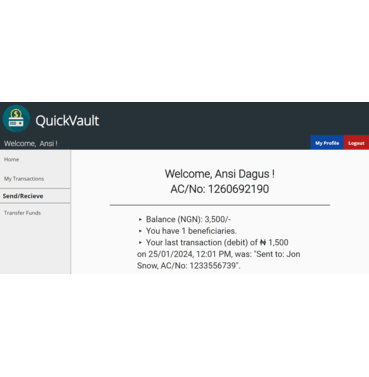 QuickVault
Welcome, Ansi !
My Profile
Logout
Home
My Transactions
Send/Recieve
Transfer Funds
Welcome, Ansi Dagus !
AC/No: 1260692190
‣ Balance (NGN): 3,500/-
‣ You have 1 beneficiaries.
‣ Your last transaction (debit) of ₦ 1,500
on 25/01/2024, 12:01 PM, was: "Sent to: Jon
Snow, AC/No: 1233556739".